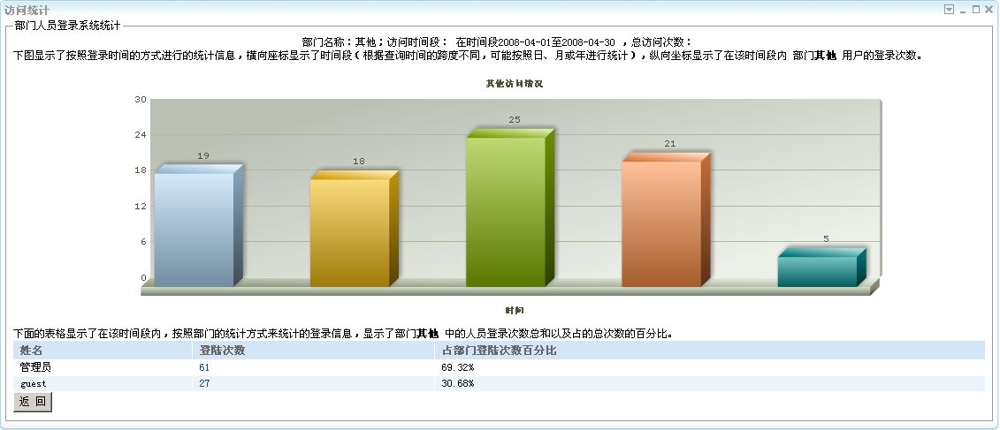 访问统计
部门人员登录系统统计
部门名称：其他；访问时间段： 在时间段2008-04-01至2008-04-30 ，总访问次数：
下图显示了按照登录时间的方式进行的统计信息，横向座标显示了时间段（根据查询时间的跨度不同，可能按照日、月或年进行统计），纵向坐标显示了在该时间段内 部门其他 用户的登录次数。
其他访问情况
30
24
18
12
6
0
19
18
25
21
5
时间
下面的表格显示了在该时间段内，按照部门的统计方式来统计的登录信息，显示了部门其他 中的人员登录次数总和以及占的总次数的百分比。
姓名 登陆次数 占部门登陆次数百分比
管理员 61 69.32%
guest 27 30.68%
返 回